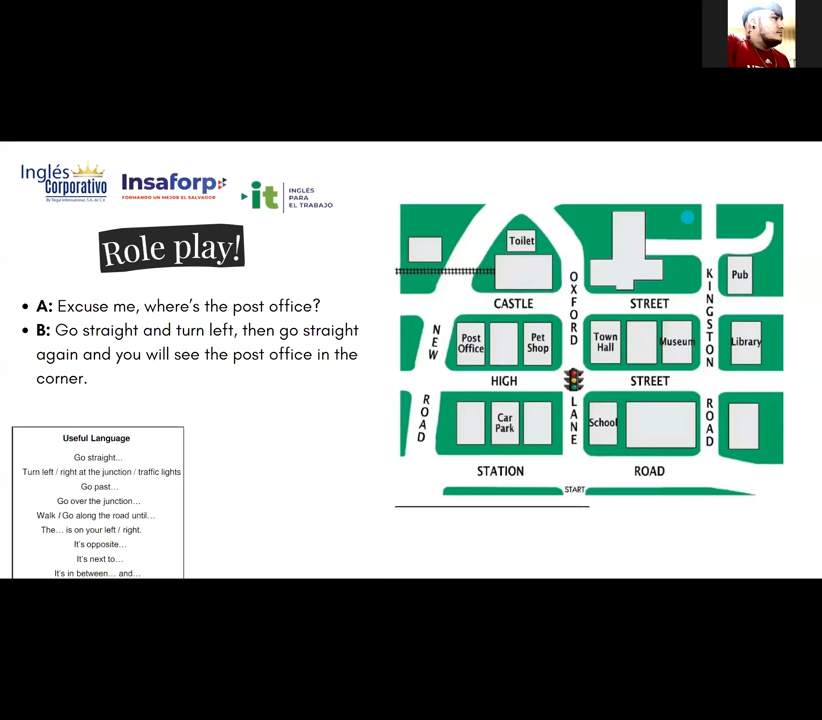 Inglés
Corporativo
By Regal International, S.A. de C.V.
Insaforp
FORMANDO UN MEJOR EL SALVADOR
it
INGLÉS
PARA
EL TRABAJO
Role play!
• A: Excuse me, where's the post office?
• B: Go straight and turn left, then go straight
again and you will see the post office in the
corner.
Useful Language
Go straight...
Turn left / right at the junction / traffic lights
Go past...
Go over the junction...
Walk / Go along the road until...
The... is on your left / right.
It's opposite...
It's next to...
It's in between... and...
Toilet
Pub
CASTLE
STREET
OXFORD
LANE
KINGSTON
ROAD
NEW
ROAD
Post
Office
Pet
Shop
Town
Hall
Museum
Library
HIGH
STREET
Car
Park
School
STATION
ROAD
START